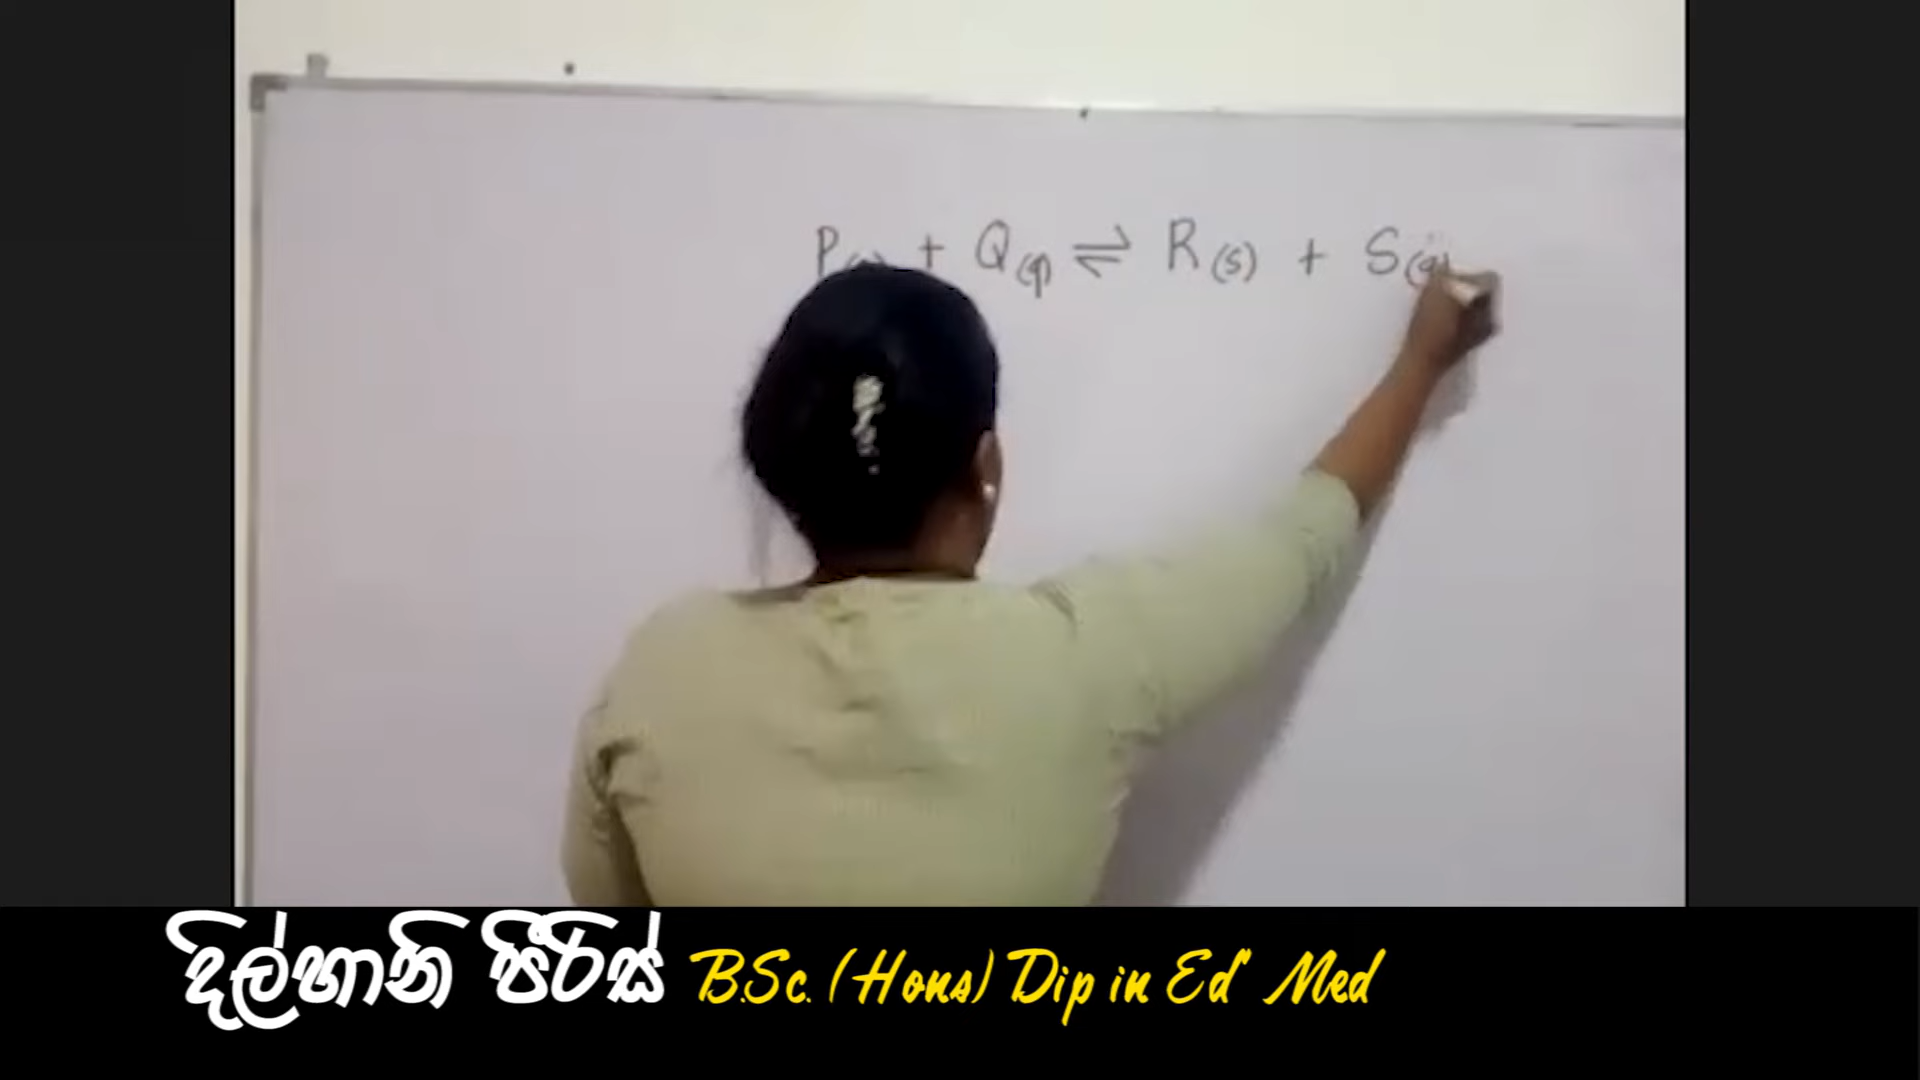 P + Q(g) ⇌ R(s) + S(g)
දිල්හානි පීරිස් B.Sc. (Hons) Dip in Ed Med